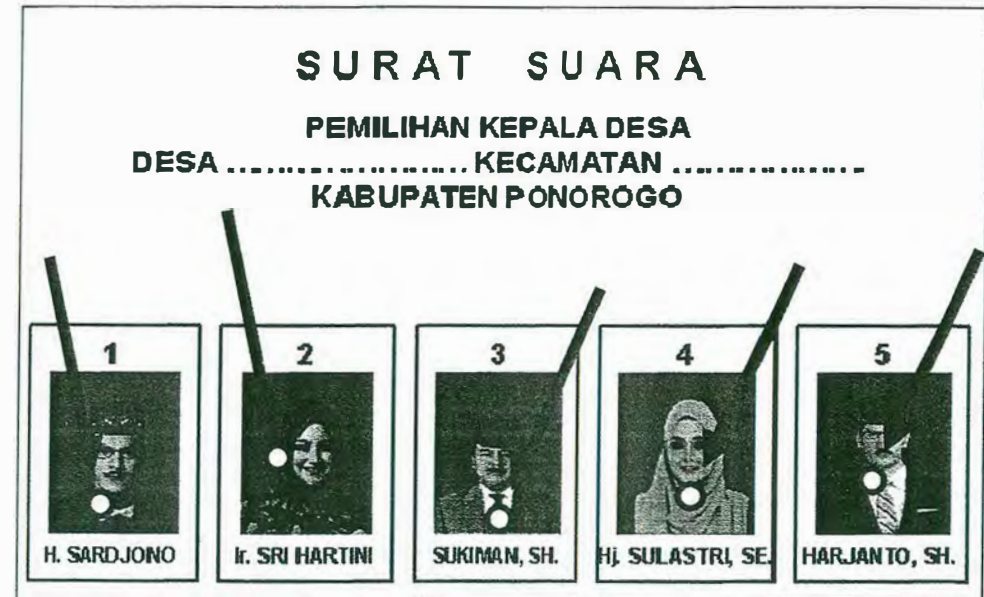 SURAT SUARA
PEMILIHAN KEPALA DESA
DESA ........................ KECAMATAN ...................
KABUPATEN PONOROGO
1 2 3 4 5
H. SARDJONO Ir. SRI HARTINI SUKIMAN, SH. Hj. SULASTRI, SE. HARJANTO, SH.